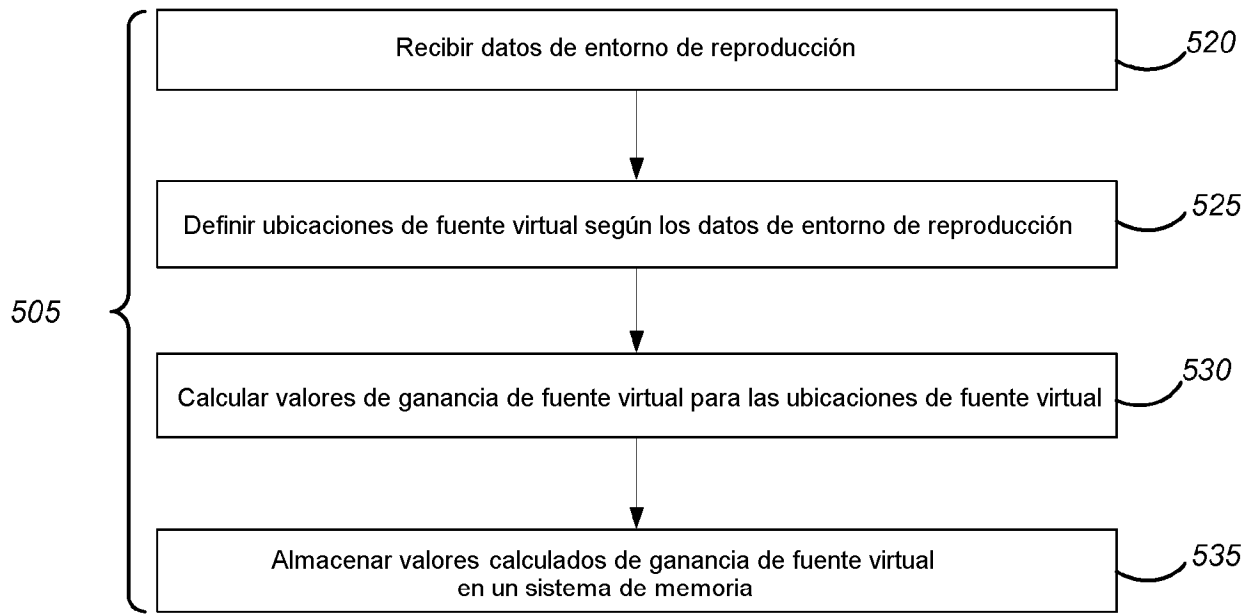 Recibir datos de entorno de reproducción
520
Definir ubicaciones de fuente virtual según los datos de entorno de reproducción
525
505
Calcular valores de ganancia de fuente virtual para las ubicaciones de fuente virtual
530
Almacenar valores calculados de ganancia de fuente virtual
en un sistema de memoria
535